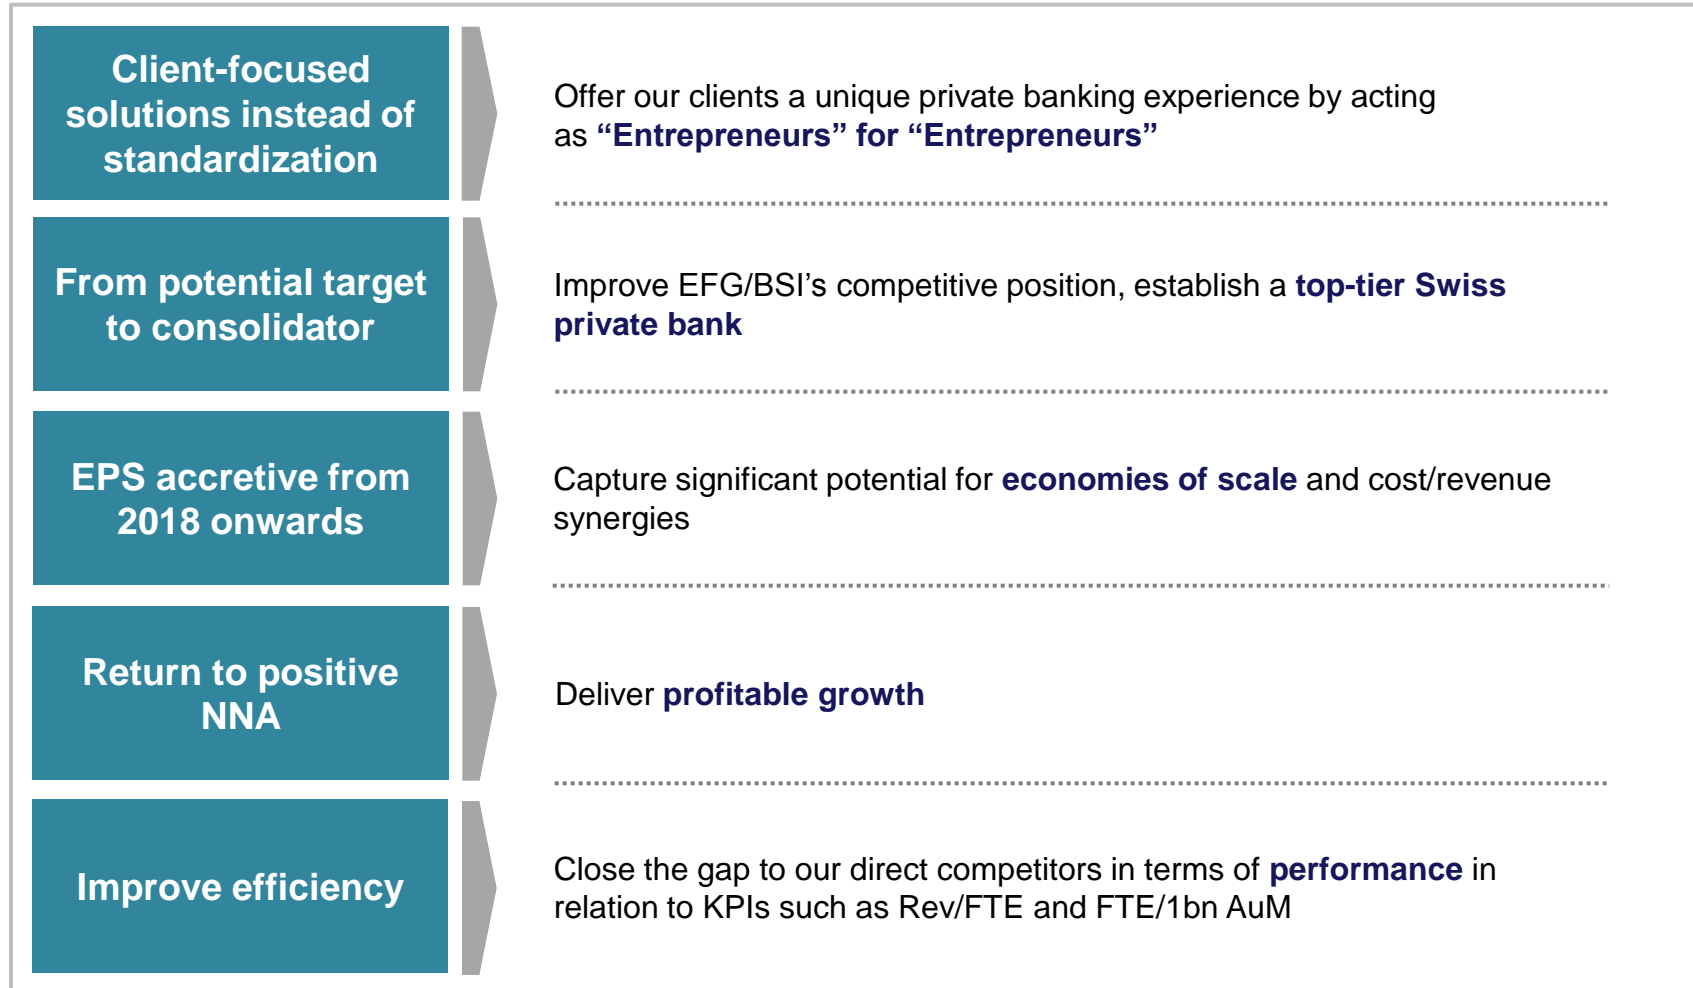 Client-focused
solutions instead of
standardization
Offer our clients a unique private banking experience by acting
as “Entrepreneurs” for “Entrepreneurs”
From potential target
to consolidator
Improve EFG/BSI’s competitive position, establish a top-tier Swiss
private bank
EPS accretive from
2018 onwards
Capture significant potential for economies of scale and cost/revenue
synergies
Return to positive
NNA
Deliver profitable growth
Improve efficiency
Close the gap to our direct competitors in terms of performance in
relation to KPIs such as Rev/FTE and FTE/1bn AuM